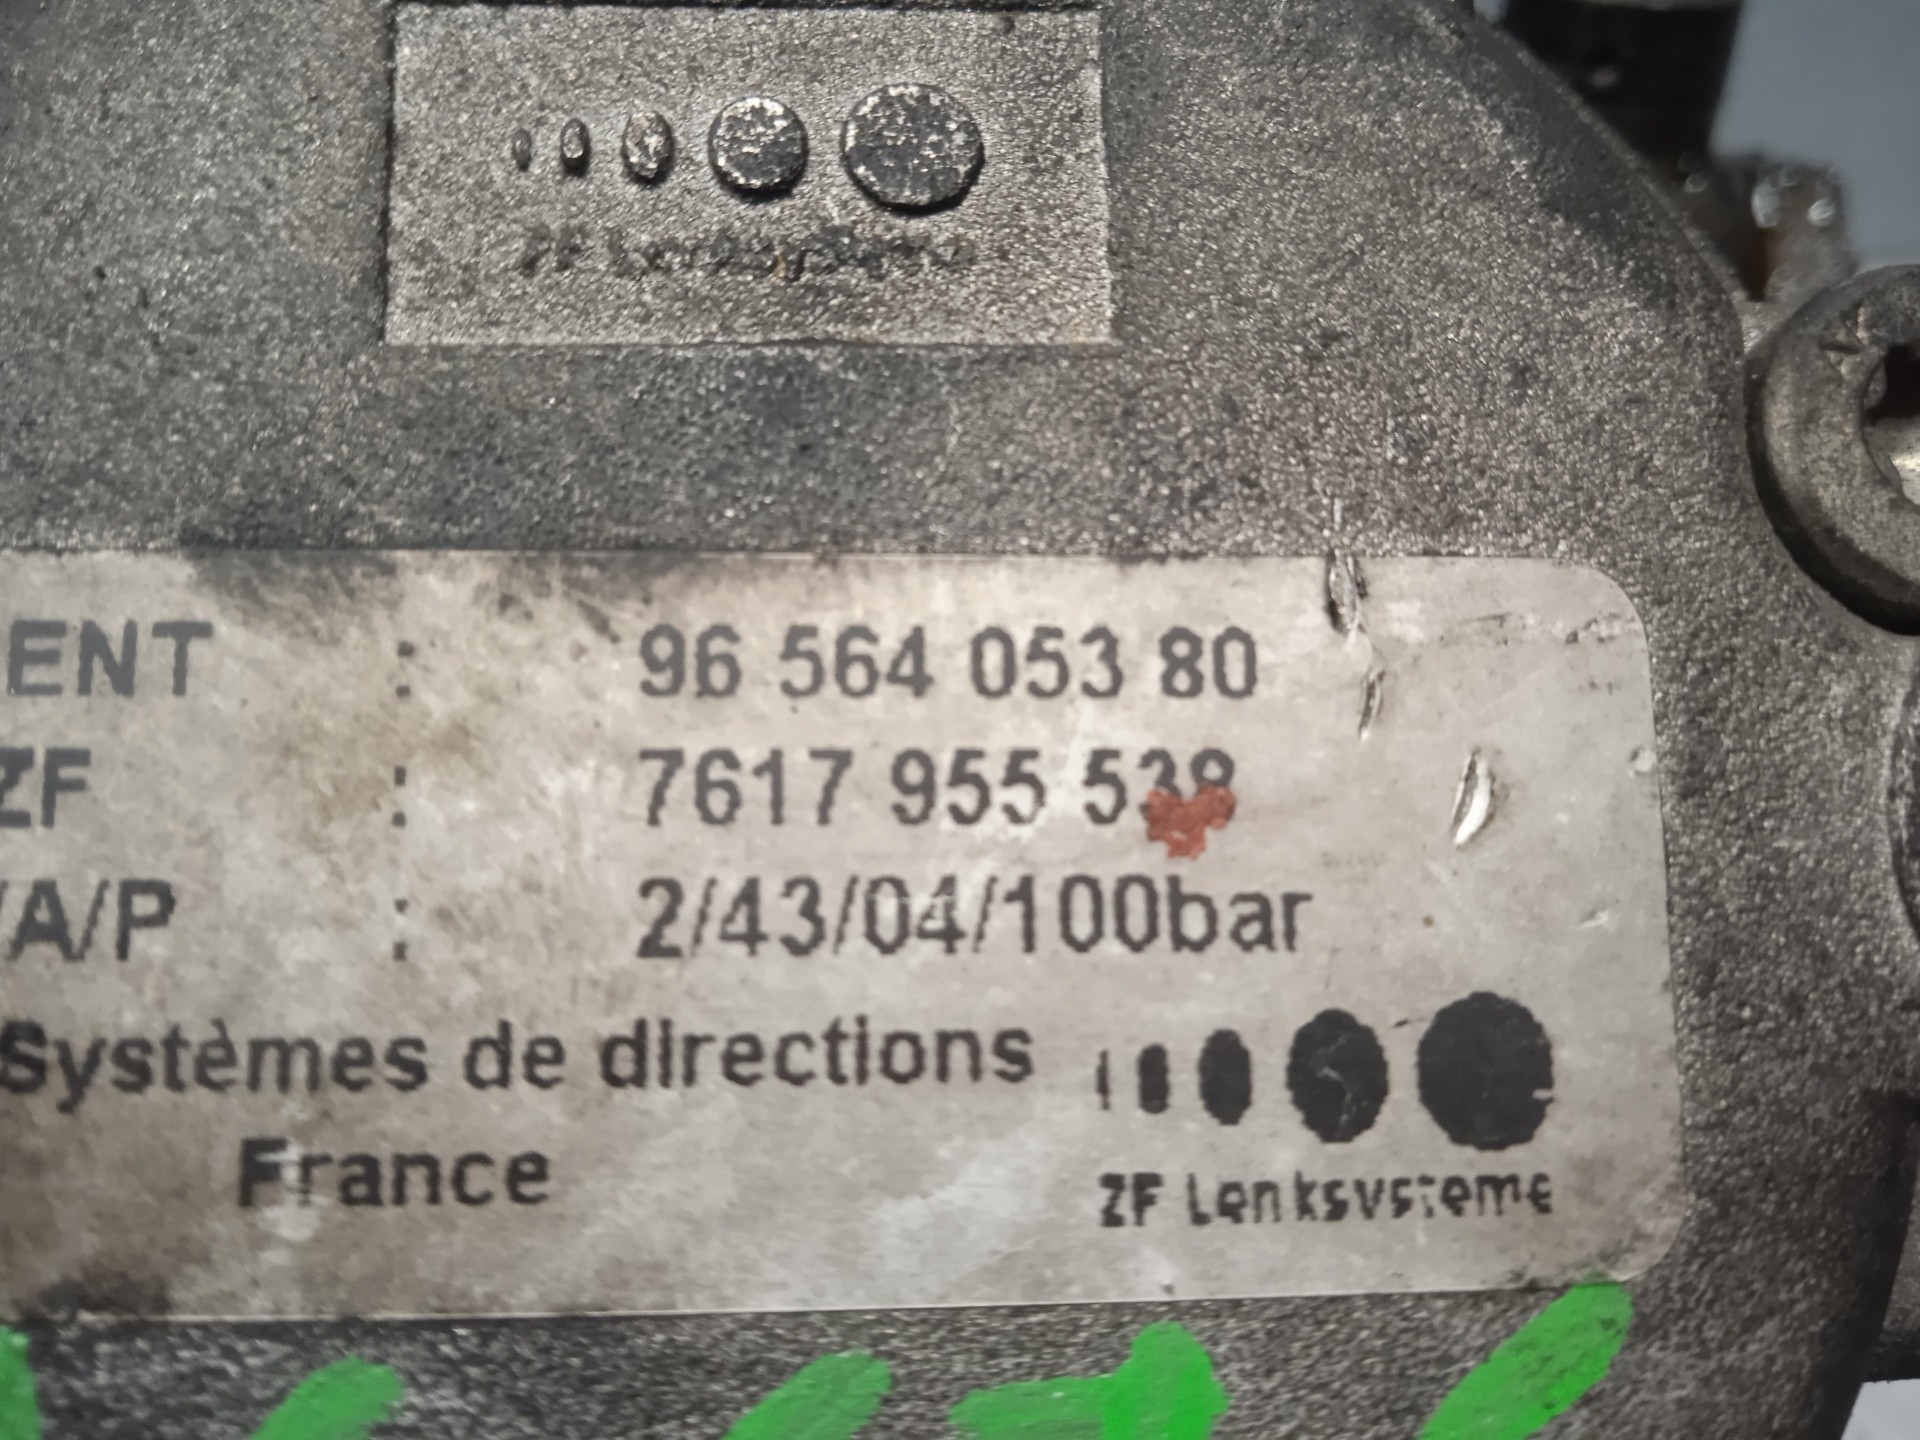 ZF Lenksysteme
ENT : 96 564 053 80
ZF : 7617 955 538
/A/P : 2/43/04/100bar
Systèmes de directions
France
ZF Lenksysteme